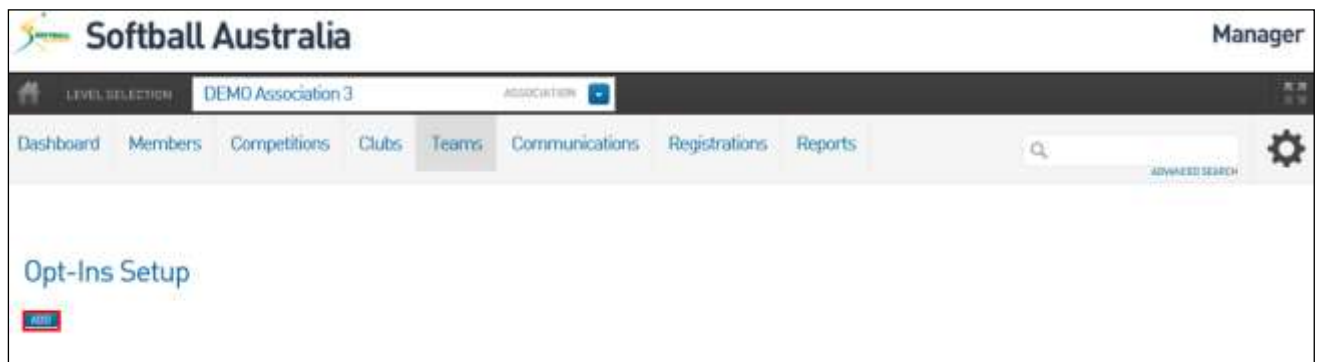 Softball Australia
Manager
LEVEL SELECTION DEMO Association 3 ASSOCIATION
Dashboard Members Competitions Clubs Teams Communications Registrations Reports
ADVANCED SEARCH
Opt-Ins Setup
ADD